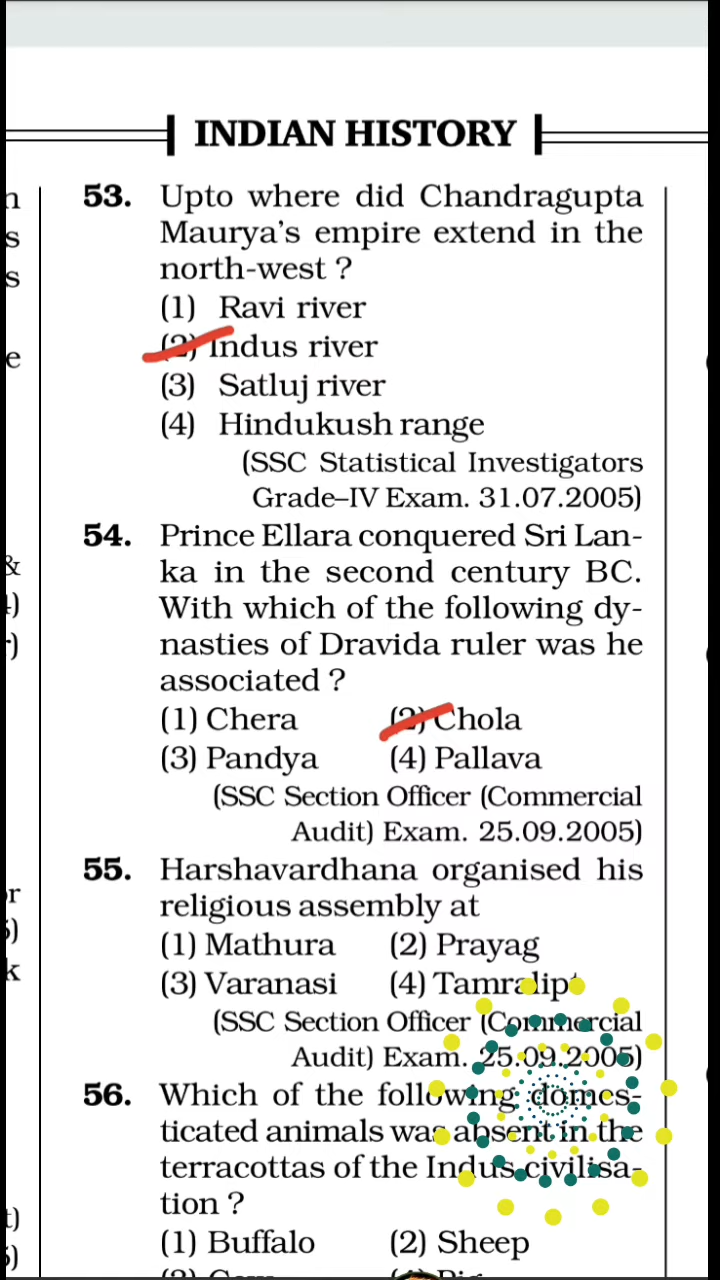 INDIAN HISTORY
53. Upto where did Chandragupta
Maurya's empire extend in the
north-west ?
(1) Ravi river
(2) Indus river
(3) Satluj river
(4) Hindukush range
(SSC Statistical Investigators
Grade–IV Exam. 31.07.2005)
54. Prince Ellara conquered Sri Lan-
ka in the second century BC.
With which of the following dy-
nasties of Dravida ruler was he
associated ?
(1) Chera (2) Chola
(3) Pandya (4) Pallava
(SSC Section Officer (Commercial
Audit) Exam. 25.09.2005)
55. Harshavardhana organised his
religious assembly at
(1) Mathura (2) Prayag
(3) Varanasi (4)
(SSC Section Officer (Commercial
Audit) Exam. 25.09.2005)
56. Which of the following domes-
ticated animals was absent in the
terracottas of the Indus civilisa-
tion ?
(1) Buffalo (2) Sheep